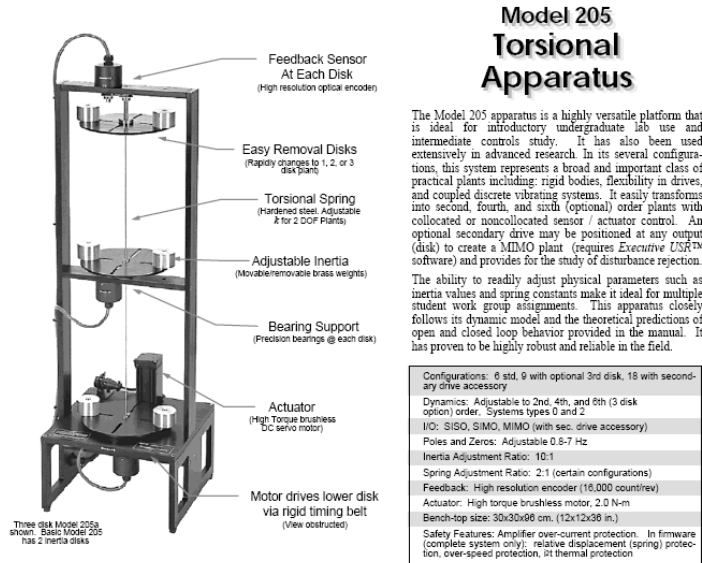 Feedback Sensor
At Each Disk
(High resolution optical encoder)
Easy Removal Disks
(Rapidly changes to 1, 2, or 3
disk plant)
Torsional Spring
(Hardened steel. Adjustable
k for 2 DOF Plants)
Adjustable Inertia
(Movable/removable brass weights)
Bearing Support
(Precision bearings @ each disk)
Actuator
(High Torque brushless
DC servo motor)
Motor drives lower disk
via rigid timing belt
(View obstructed)
Three disk Model 205a
shown. Basic Model 205
has 2 inertia disks
Model 205
Torsional
Apparatus
The Model 205 apparatus is a highly versatile platform that
is ideal for introductory undergraduate lab use and
intermediate controls study. It has also been used
extensively in advanced research. In its several configura-
tions, this system represents a broad and important class of
practical plants including: rigid bodies, flexibility in drives,
and coupled discrete vibrating systems. It easily transforms
into second, fourth, and sixth (optional) order plants with
collocated or noncollocated sensor / actuator control. An
optional secondary drive may be positioned at any output
(disk) to create a MIMO plant (requires Executive USR™
software) and provides for the study of disturbance rejection.
The ability to readily adjust physical parameters such as
inertia values and spring constants make it ideal for multiple
student work group assignments. This apparatus closely
follows its dynamic model and the theoretical predictions of
open and closed loop behavior provided in the manual. It
has proven to be highly robust and reliable in the field.
Configurations: 6 std, 9 with optional 3rd disk, 18 with second-
ary drive accessory
Dynamics: Adjustable to 2nd, 4th, and 6th (3 disk
option) order, Systems types 0 and 2
I/O: SISO, SIMO, MIMO (with sec. drive accessory)
Poles and Zeros: Adjustable 0.8-7 Hz
Inertia Adjustment Ratio: 10:1
Spring Adjustment Ratio: 2:1 (certain configurations)
Feedback: High resolution encoder (16,000 count/rev)
Actuator: High torque brushless motor, 2.0 N-m
Bench-top size: 30x30x96 cm. (12x12x36 in.)
Safety Features: Amplifier over-current protection. In firmware
(complete system only): relative displacement (spring) protec-
tion, over-speed protection, i²t thermal protection